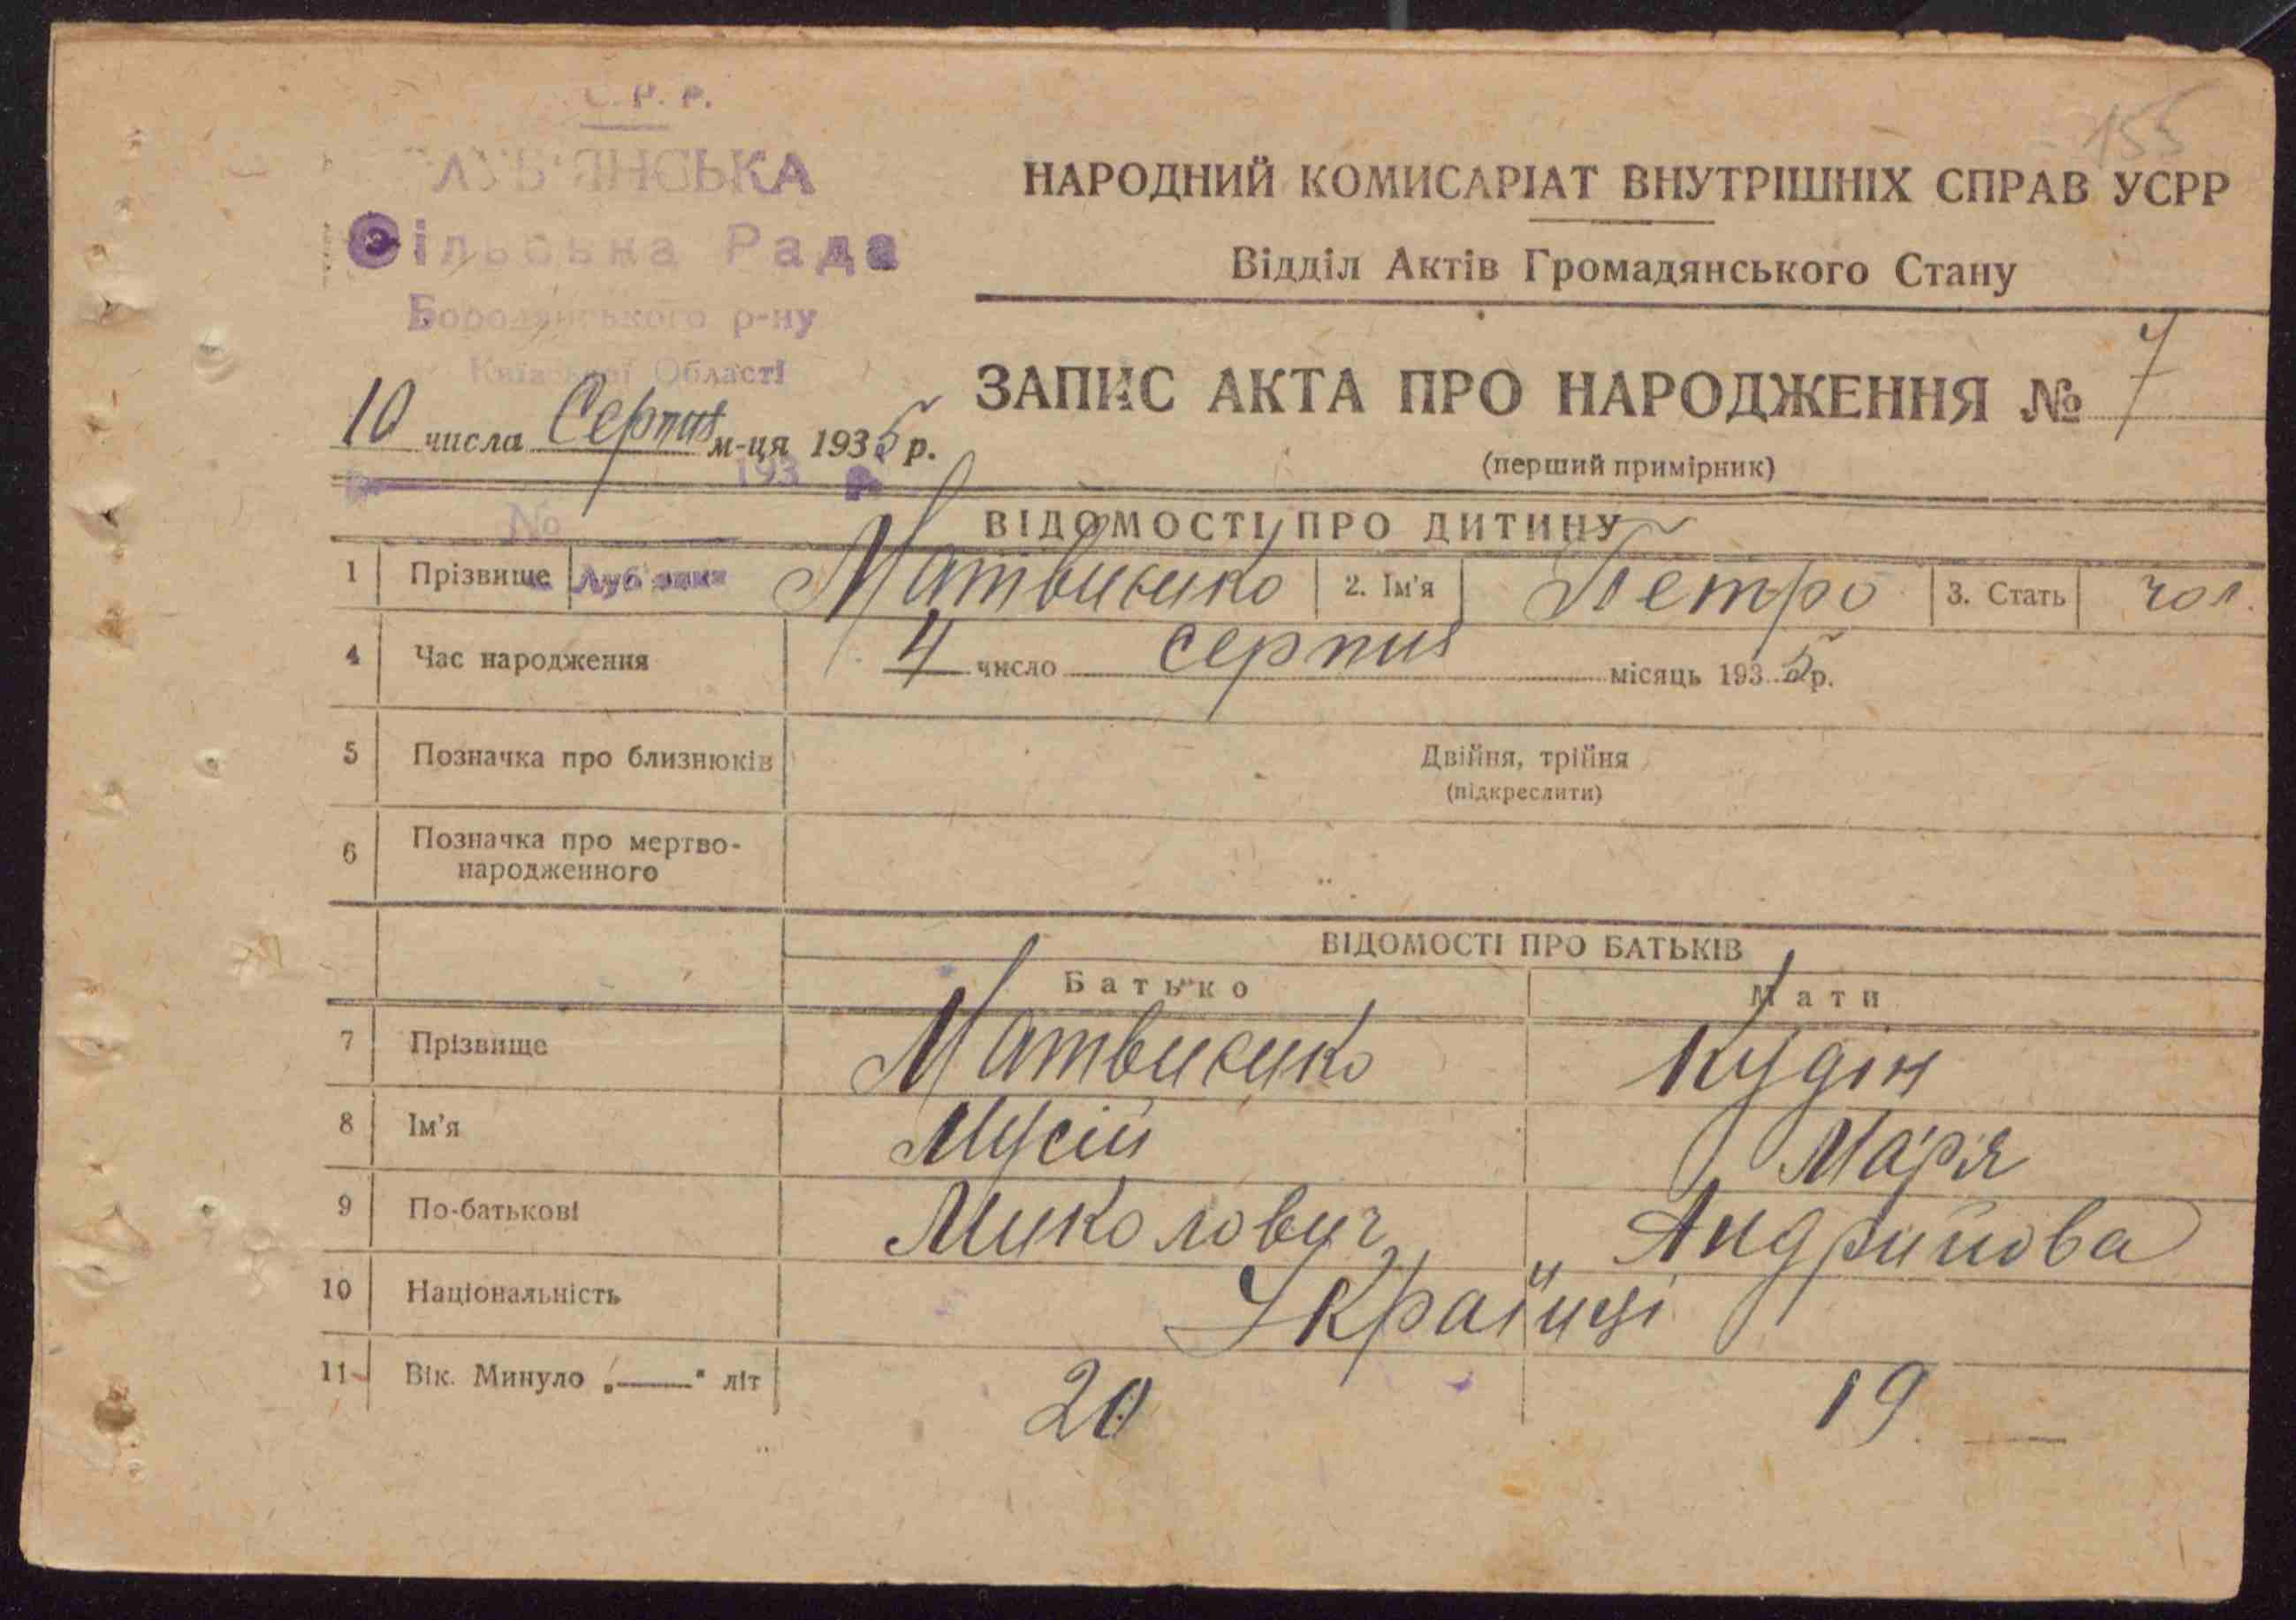 155
С. Р. Р.
ЛУБ'ЯНСЬКА
Сільська Рада
Бородянського р-ну
Київської Області
НАРОДНИЙ КОМИСАРІАТ ВНУТРІШНІХ СПРАВ УСРР
Відділ Актів Громадянського Стану
10 числа Серпня м-ця 1935 р.
193 р.
№
ЗАПИС АКТА ПРО НАРОДЖЕННЯ № 7
(перший примірник)
ВІДОМОСТІ ПРО ДИТИНУ
1 Прізвище Луб'янка Матвиенко 2. Ім'я Петро 3. Стать чол.
4 Час народження 4 число серпня місяць 1935 р.
5 Позначка про близнюків Двійня, трійня
(підкреслити)
6 Позначка про мертво-
народженного
ВІДОМОСТІ ПРО БАТЬКІВ
Батько Мати
7 Прізвище Матвиенко Кудін
8 Ім'я Мусій Мар'я
9 По-батькові Миколович Андрийова
10 Національність Українці
11 Вік. Минуло „—“ літ 20 19